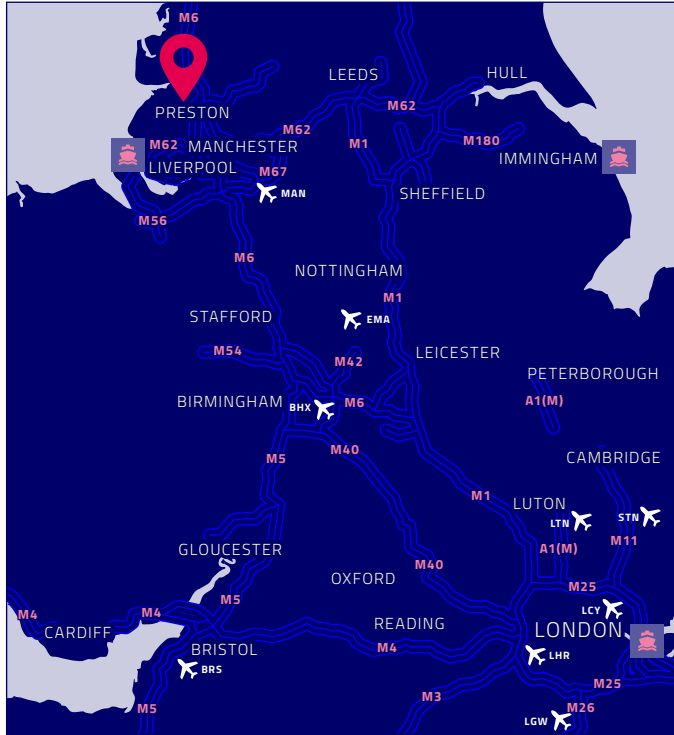 M6
LEEDS
HULL
M62
PRESTON
M62
M62
MANCHESTER
M1
M180
LIVERPOOL
IMMINGHAM
M67
MAN
SHEFFIELD
M56
M6
NOTTINGHAM
M1
STAFFORD
EMA
M54
M42
LEICESTER
PETERBOROUGH
BIRMINGHAM
BHX
M6
A1(M)
M5
M40
CAMBRIDGE
M1
LUTON
LTN
STN
GLOUCESTER
A1(M)
M11
OXFORD
M40
M25
M5
LCY
M4
M4
CARDIFF
READING
LONDON
BRISTOL
M4
LHR
BRS
M25
M3
M5
M26
LGW